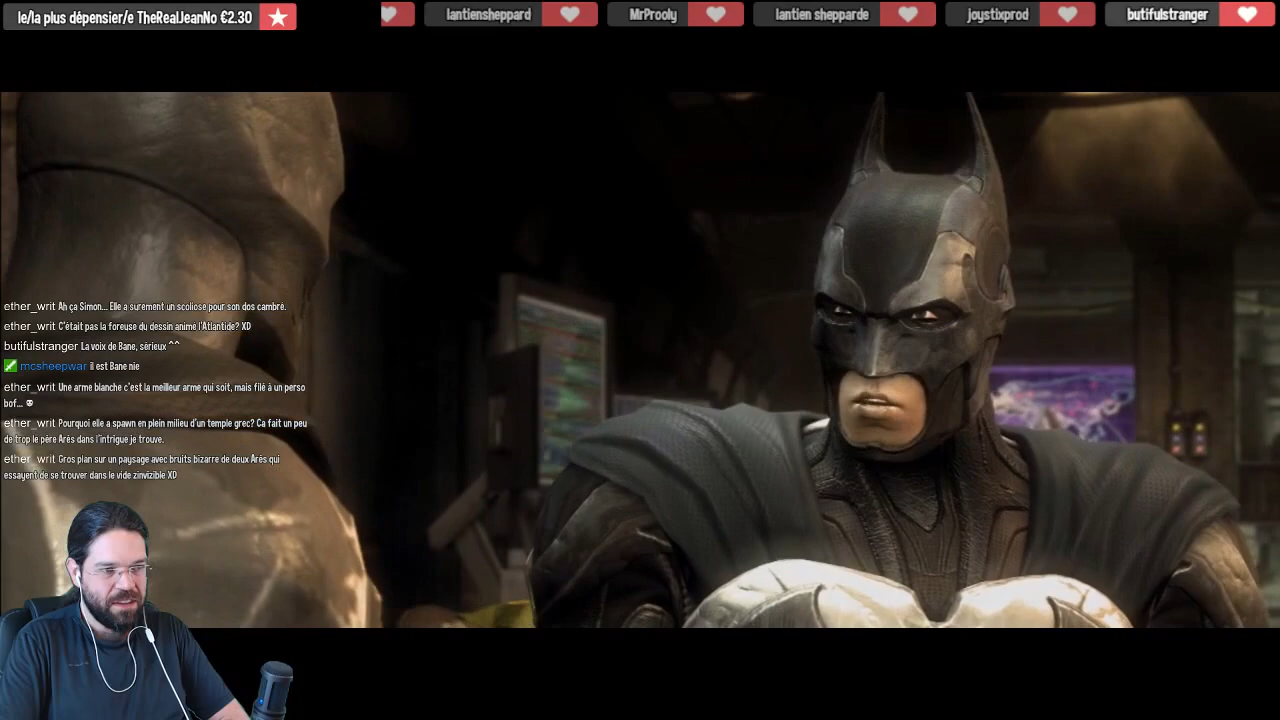 le/la plus dépensier/e TheRealJeanNo €2.30
lantiensheppard
MrProoly
lantien shepparde
joystixprod
butifulstranger
ether_writ Ah ça Simon... Elle a surement un scoliose pour son dos cambré.
ether_writ C'était pas la foreuse du dessin animé l'Atlantide? XD
butifulstranger La voix de Bane, sérieux ^^
mcsheepwar il est Bane nie
ether_writ Une arme blanche c'est la meilleur arme qui soit, mais filé à un perso
bof...
ether_writ Pourquoi elle a spawn en plein milieu d'un temple grec? Ca fait un peu
de trop le père Arès dans l'intrigue je trouve.
ether_writ Gros plan sur un paysage avec bruits bizarre de deux Arès qui
essayent de se trouver dans le vide zinvizible XD